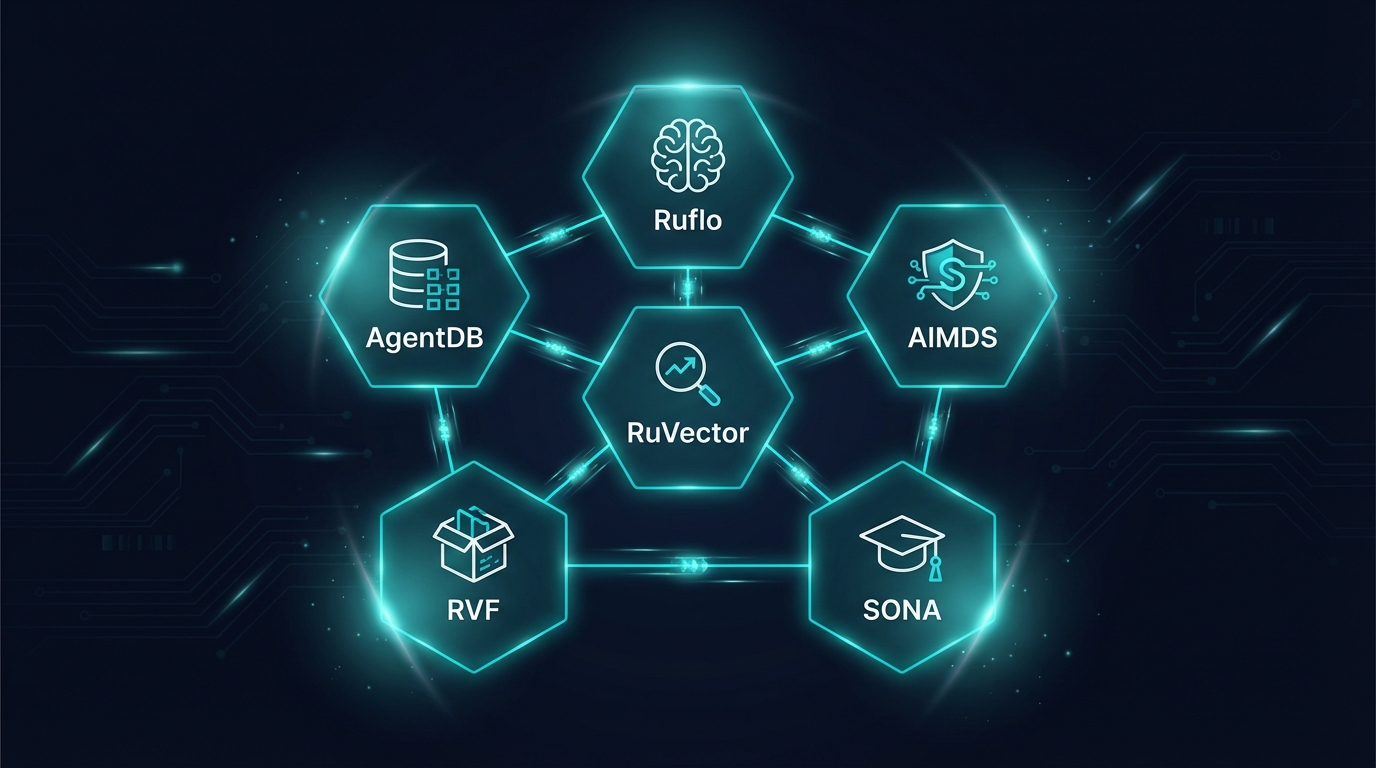 Ruflo
AgentDB
AIMDS
RuVector
RVF
SONA